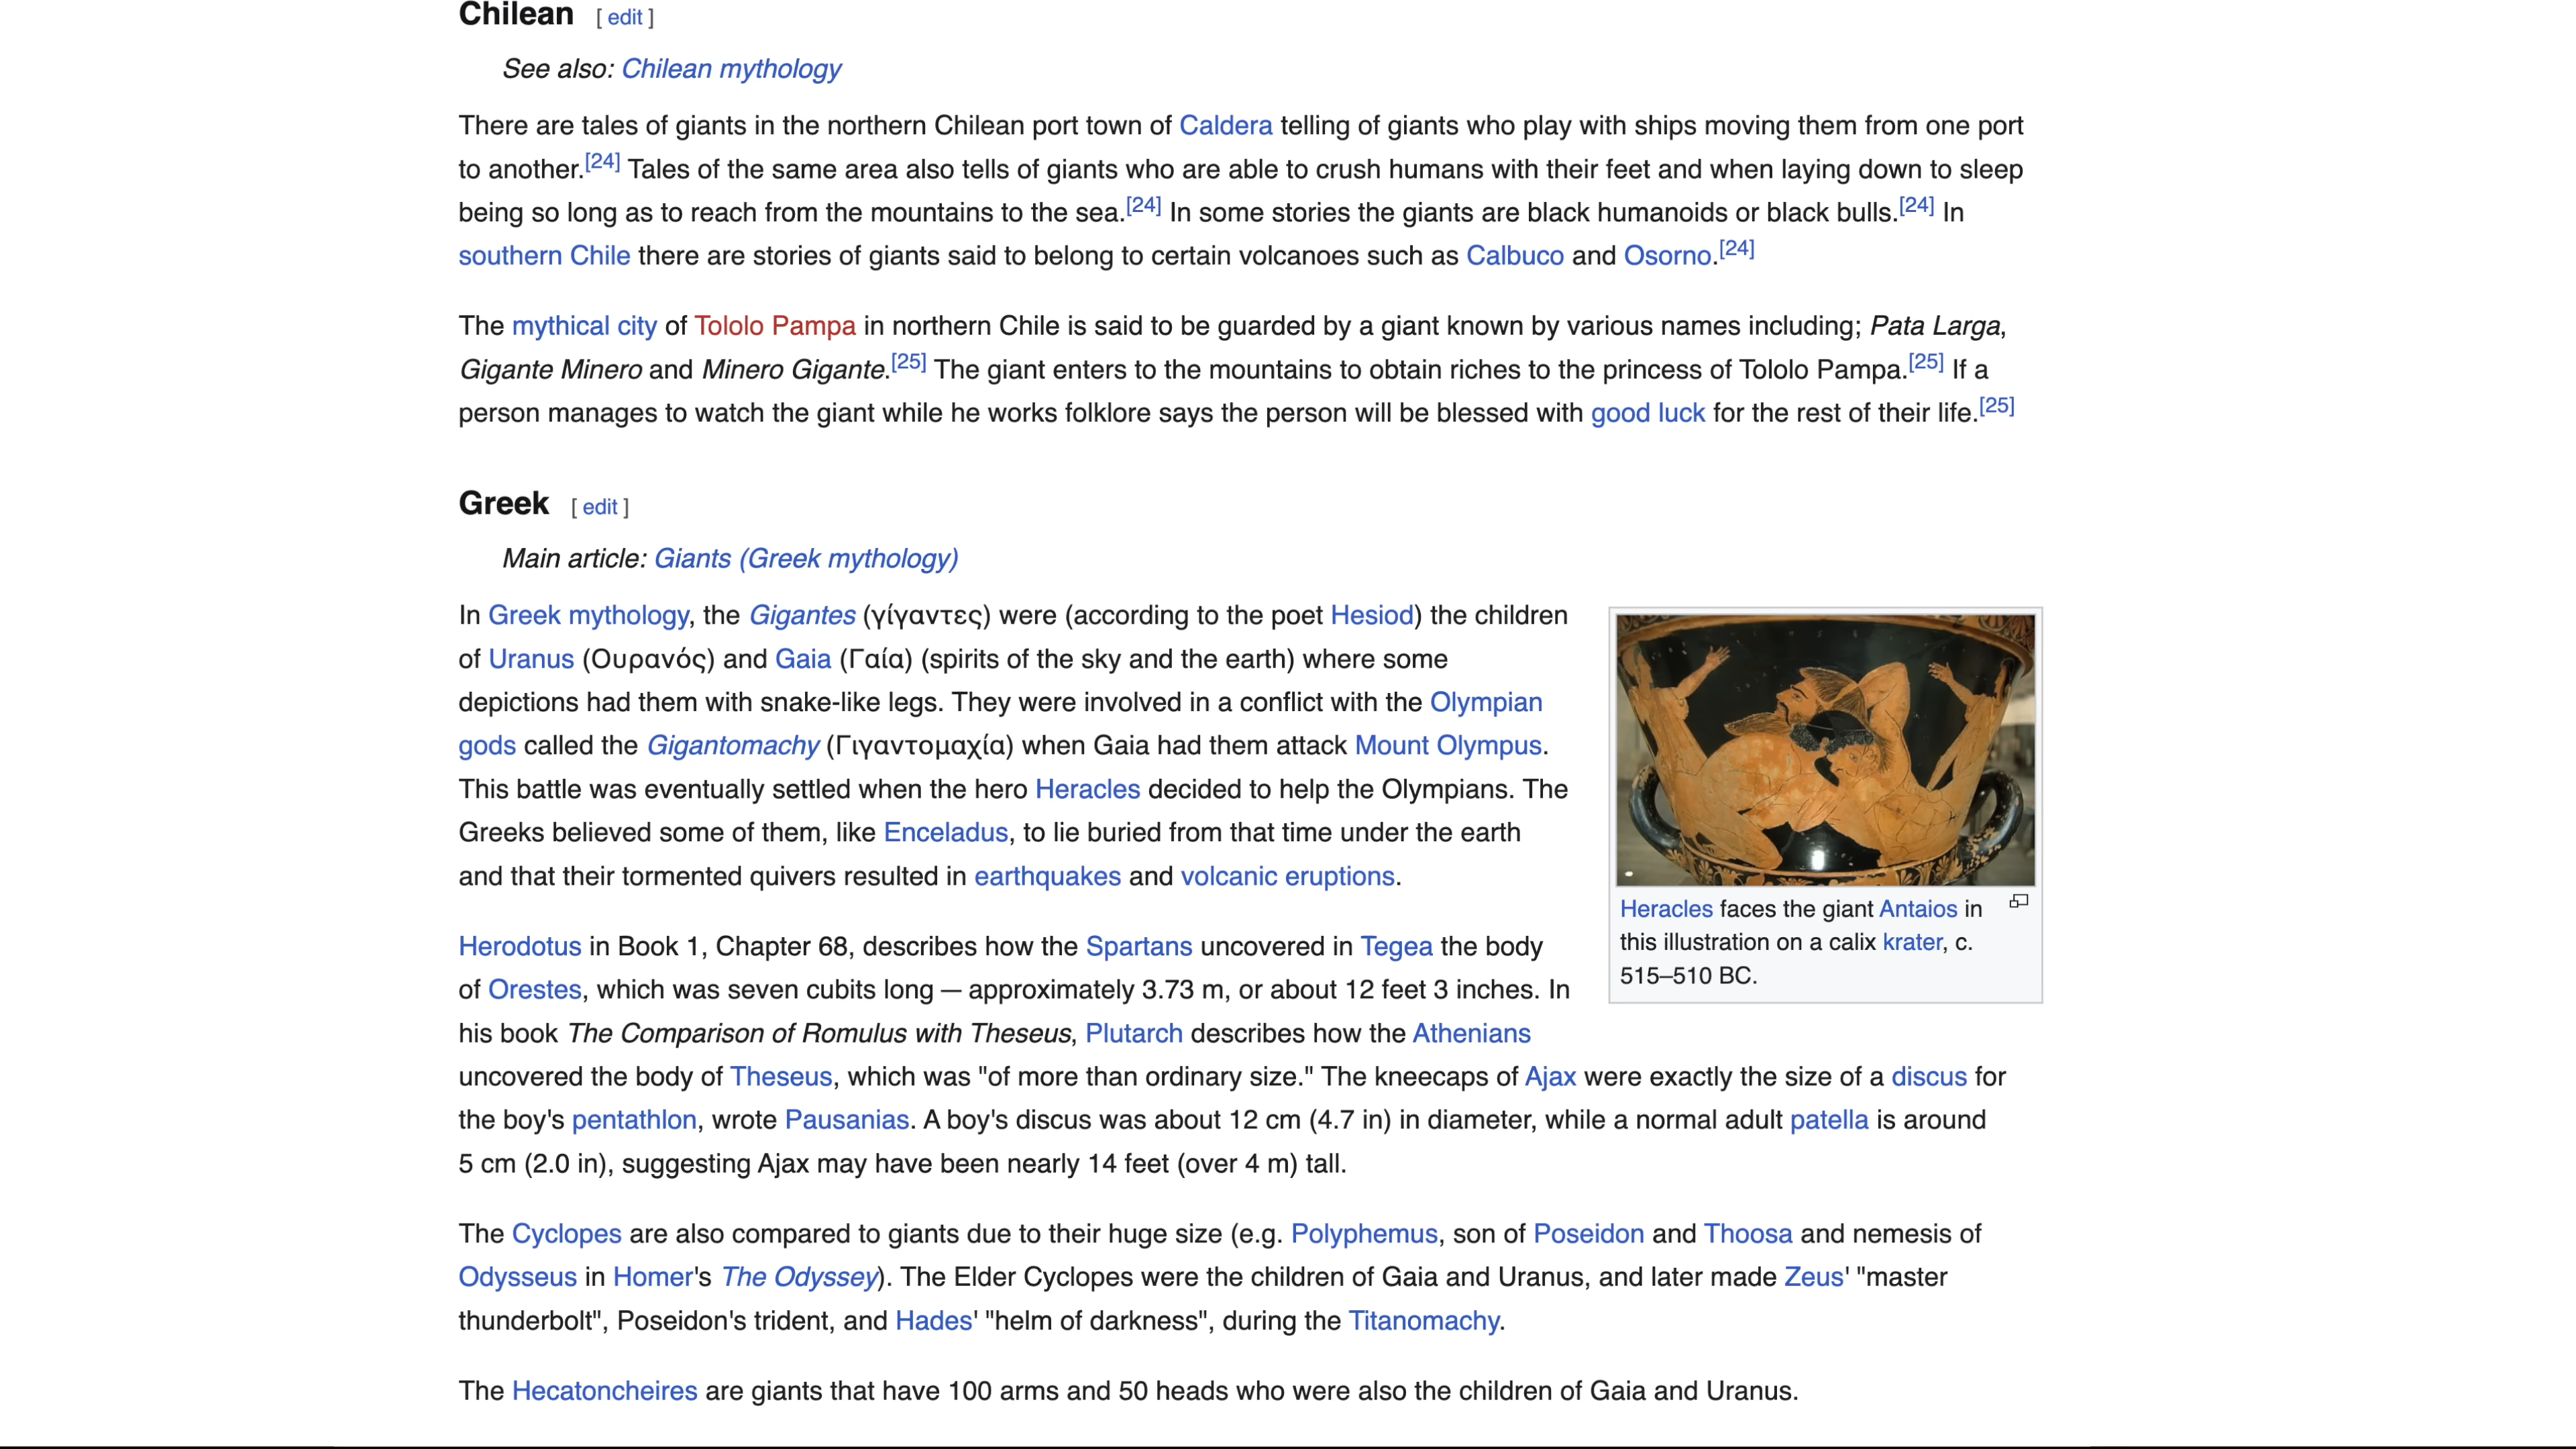 Chilean [ edit ]
See also: Chilean mythology
There are tales of giants in the northern Chilean port town of Caldera telling of giants who play with ships moving them from one port
to another.[24] Tales of the same area also tells of giants who are able to crush humans with their feet and when laying down to sleep
being so long as to reach from the mountains to the sea.[24] In some stories the giants are black humanoids or black bulls.[24] In
southern Chile there are stories of giants said to belong to certain volcanoes such as Calbuco and Osorno.[24]
The mythical city of Tololo Pampa in northern Chile is said to be guarded by a giant known by various names including; Pata Larga,
Gigante Minero and Minero Gigante.[25] The giant enters to the mountains to obtain riches to the princess of Tololo Pampa.[25] If a
person manages to watch the giant while he works folklore says the person will be blessed with good luck for the rest of their life.[25]
Greek [ edit ]
Main article: Giants (Greek mythology)
In Greek mythology, the Gigantes (γίγαντες) were (according to the poet Hesiod) the children
of Uranus (Ουρανός) and Gaia (Γαία) (spirits of the sky and the earth) where some
depictions had them with snake-like legs. They were involved in a conflict with the Olympian
gods called the Gigantomachy (Γιγαντομαχία) when Gaia had them attack Mount Olympus.
This battle was eventually settled when the hero Heracles decided to help the Olympians. The
Greeks believed some of them, like Enceladus, to lie buried from that time under the earth
and that their tormented quivers resulted in earthquakes and volcanic eruptions.
Heracles faces the giant Antaios in
this illustration on a calix krater, c.
515–510 BC.
Herodotus in Book 1, Chapter 68, describes how the Spartans uncovered in Tegea the body
of Orestes, which was seven cubits long — approximately 3.73 m, or about 12 feet 3 inches. In
his book The Comparison of Romulus with Theseus, Plutarch describes how the Athenians
uncovered the body of Theseus, which was "of more than ordinary size." The kneecaps of Ajax were exactly the size of a discus for
the boy's pentathlon, wrote Pausanias. A boy's discus was about 12 cm (4.7 in) in diameter, while a normal adult patella is around
5 cm (2.0 in), suggesting Ajax may have been nearly 14 feet (over 4 m) tall.
The Cyclopes are also compared to giants due to their huge size (e.g. Polyphemus, son of Poseidon and Thoosa and nemesis of
Odysseus in Homer's The Odyssey). The Elder Cyclopes were the children of Gaia and Uranus, and later made Zeus' "master
thunderbolt", Poseidon's trident, and Hades' "helm of darkness", during the Titanomachy.
The Hecatoncheires are giants that have 100 arms and 50 heads who were also the children of Gaia and Uranus.